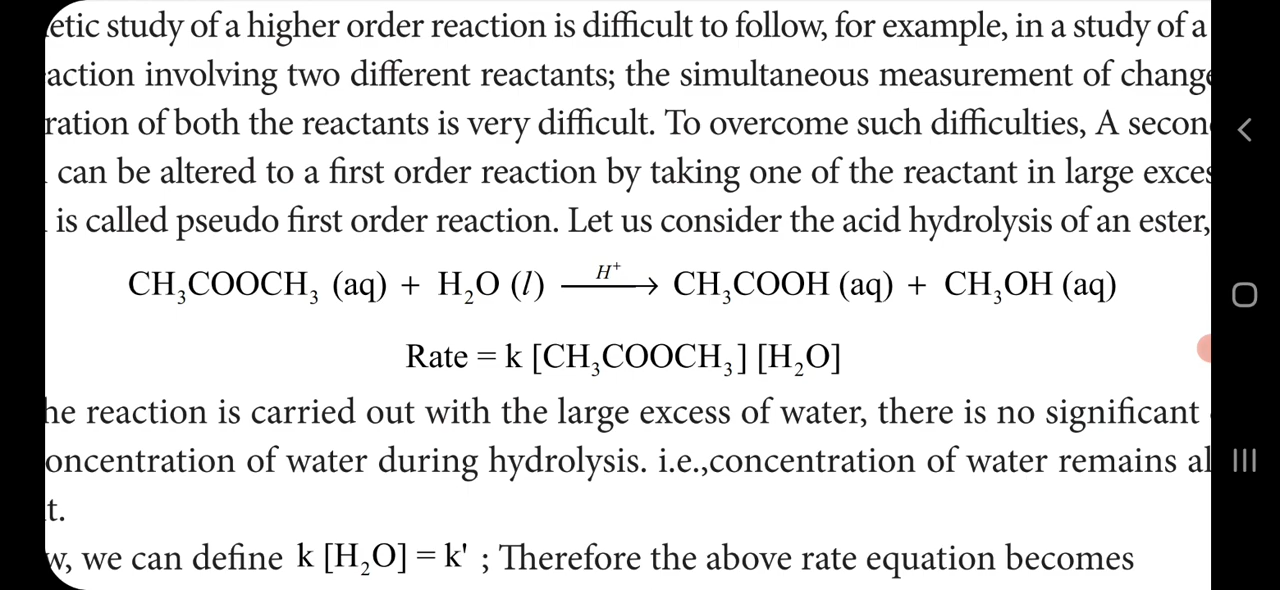 etic study of a higher order reaction is difficult to follow, for example, in a study of a
action involving two different reactants; the simultaneous measurement of change
ration of both the reactants is very difficult. To overcome such difficulties, A secon
can be altered to a first order reaction by taking one of the reactant in large exces
is called pseudo first order reaction. Let us consider the acid hydrolysis of an ester,
CH₃COOCH₃ (aq) + H₂O (l) —H⁺→ CH₃COOH (aq) + CH₃OH (aq)
Rate = k [CH₃COOCH₃] [H₂O]
he reaction is carried out with the large excess of water, there is no significant
oncentration of water during hydrolysis. i.e.,concentration of water remains al
t.
w, we can define k [H₂O] = k' ; Therefore the above rate equation becomes